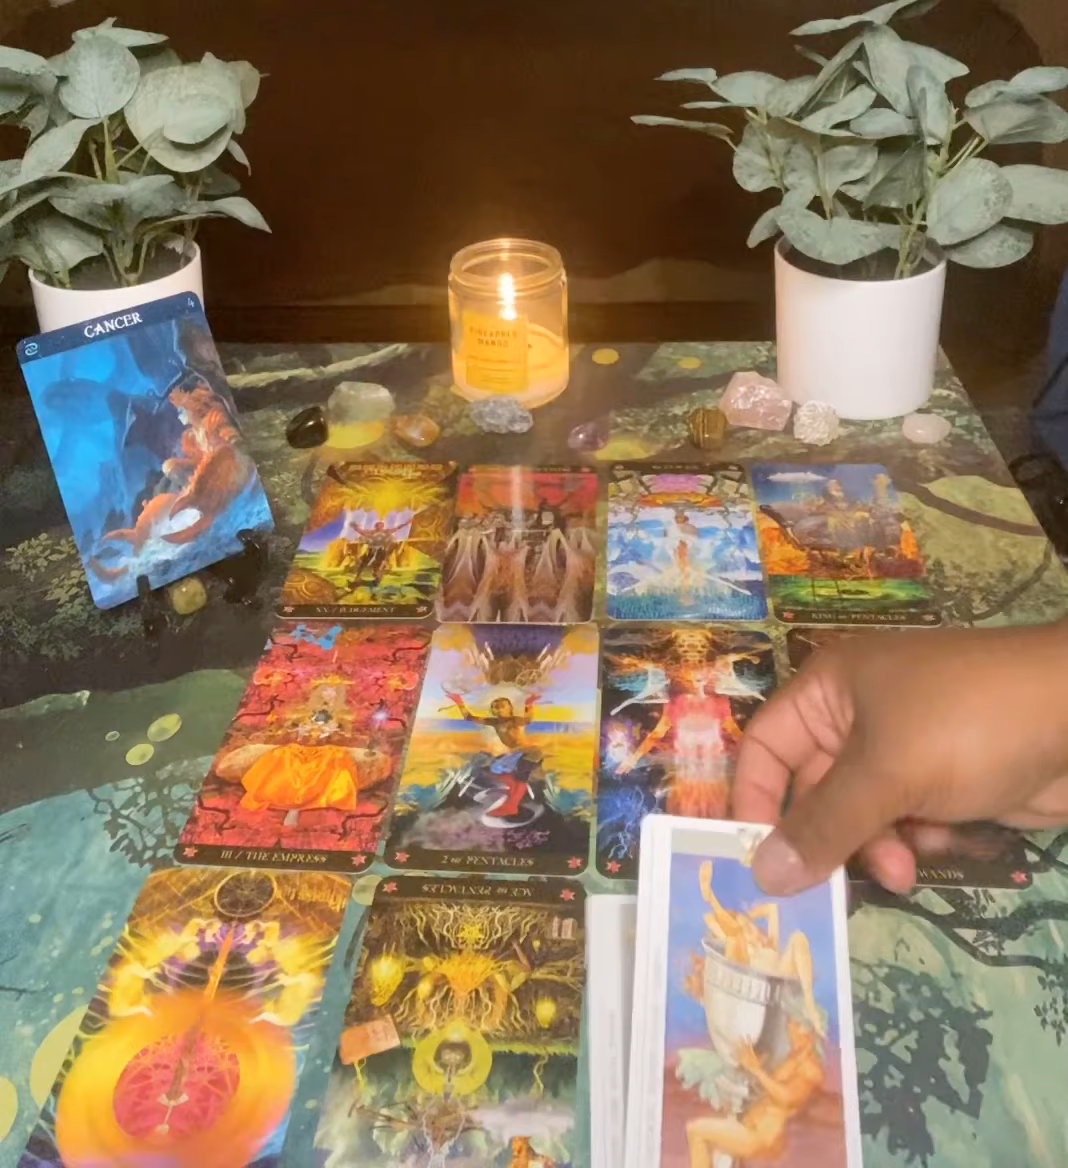 CANCER
4
PINEAPPLE
MANGO
XX / JUDGEMENT
KING OF PENTACLES
III / THE EMPRESS
2 OF PENTACLES
WANDS
ACE OF PENTACLES